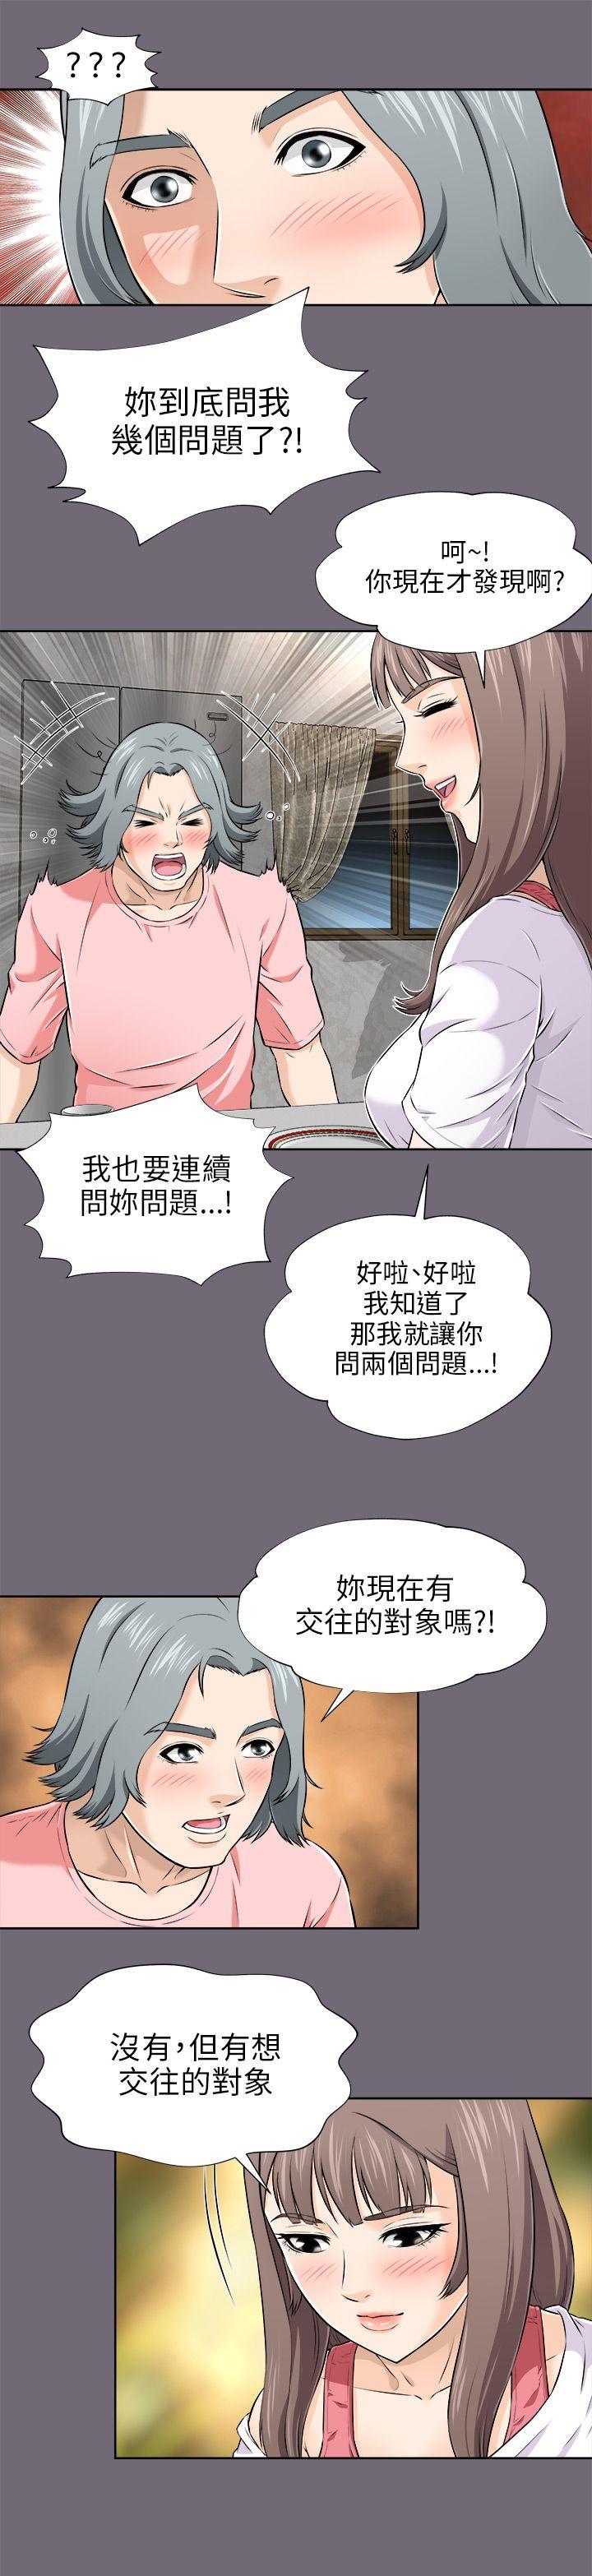 ???
妳到底問我
幾個問題了?!
呵~!
你現在才發現啊?
我也要連續
問妳問題...!
好啦、好啦
我知道了
那我就讓你
問兩個問題...!
妳現在有
交往的對象嗎?!
沒有,但有想
交往的對象